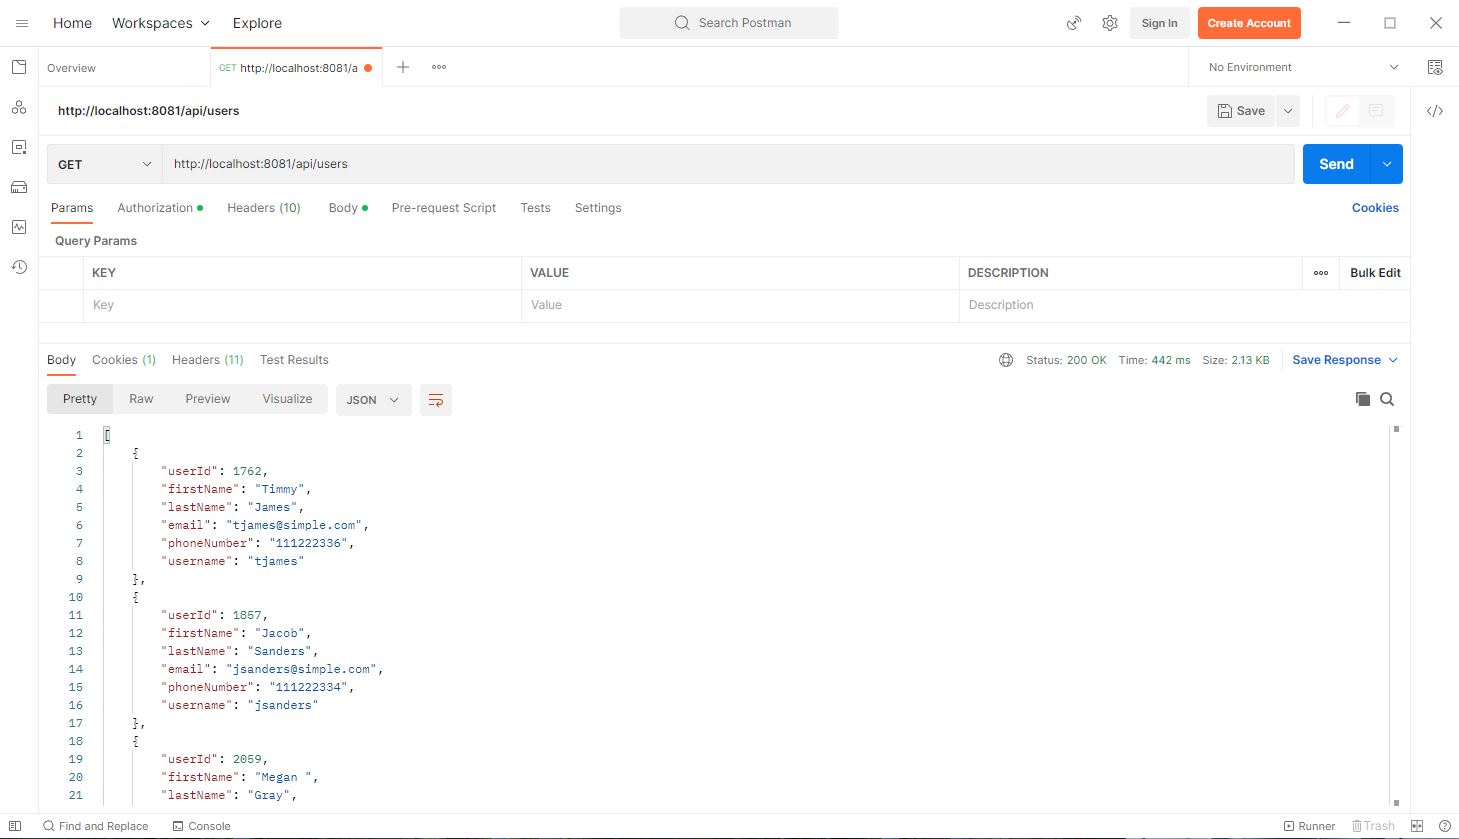 Home Workspaces Explore Search Postman Sign In Create Account
Overview GET http://localhost:8081/a No Environment
http://localhost:8081/api/users Save
GET http://localhost:8081/api/users Send
Params Authorization Headers (10) Body Pre-request Script Tests Settings Cookies
Query Params
KEY VALUE DESCRIPTION Bulk Edit
Key Value Description
Body Cookies (1) Headers (11) Test Results Status: 200 OK Time: 442 ms Size: 2.13 KB Save Response
Pretty Raw Preview Visualize JSON
1 [
2 {
3 "userId": 1762,
4 "firstName": "Timmy",
5 "lastName": "James",
6 "email": "tjames@simple.com",
7 "phoneNumber": "111222336",
8 "username": "tjames"
9 },
10 {
11 "userId": 1857,
12 "firstName": "Jacob",
13 "lastName": "Sanders",
14 "email": "jsanders@simple.com",
15 "phoneNumber": "111222334",
16 "username": "jsanders"
17 },
18 {
19 "userId": 2059,
20 "firstName": "Megan ",
21 "lastName": "Gray",
Find and Replace Console Runner Trash